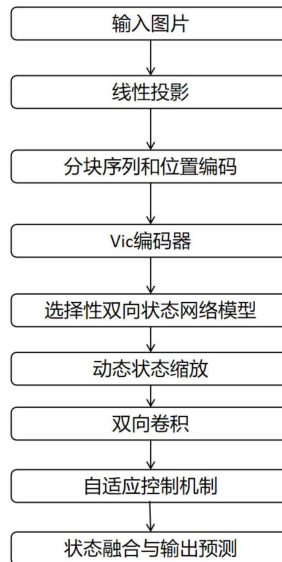 输入图片
线性投影
分块序列和位置编码
Vic编码器
选择性双向状态网络模型
动态状态缩放
双向卷积
自适应控制机制
状态融合与输出预测